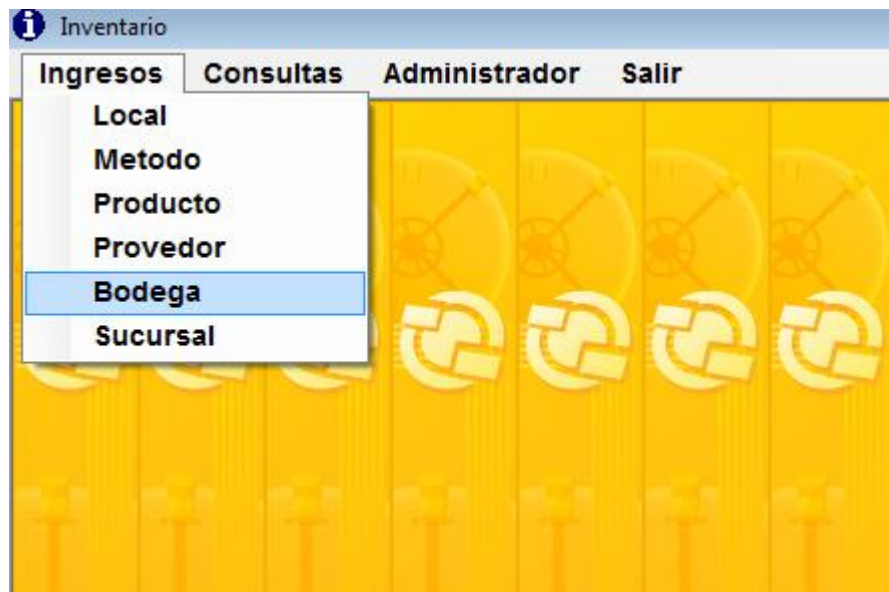 Inventario
Ingresos Consultas Administrador Salir
Local
Metodo
Producto
Provedor
Bodega
Sucursal